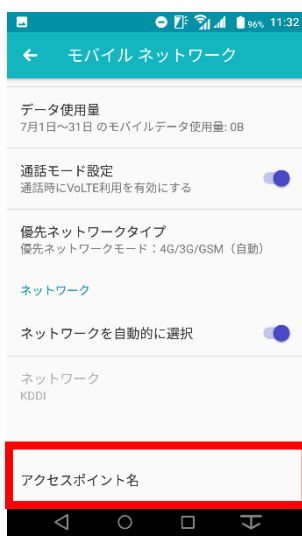 96% 11:32
モバイル ネットワーク
データ使用量
7月1日～31日 のモバイルデータ使用量: 0B
通話モード設定
通話時にVoLTE利用を有効にする
優先ネットワークタイプ
優先ネットワークモード：4G/3G/GSM（自動）
ネットワーク
ネットワークを自動的に選択
ネットワーク
KDDI
アクセスポイント名